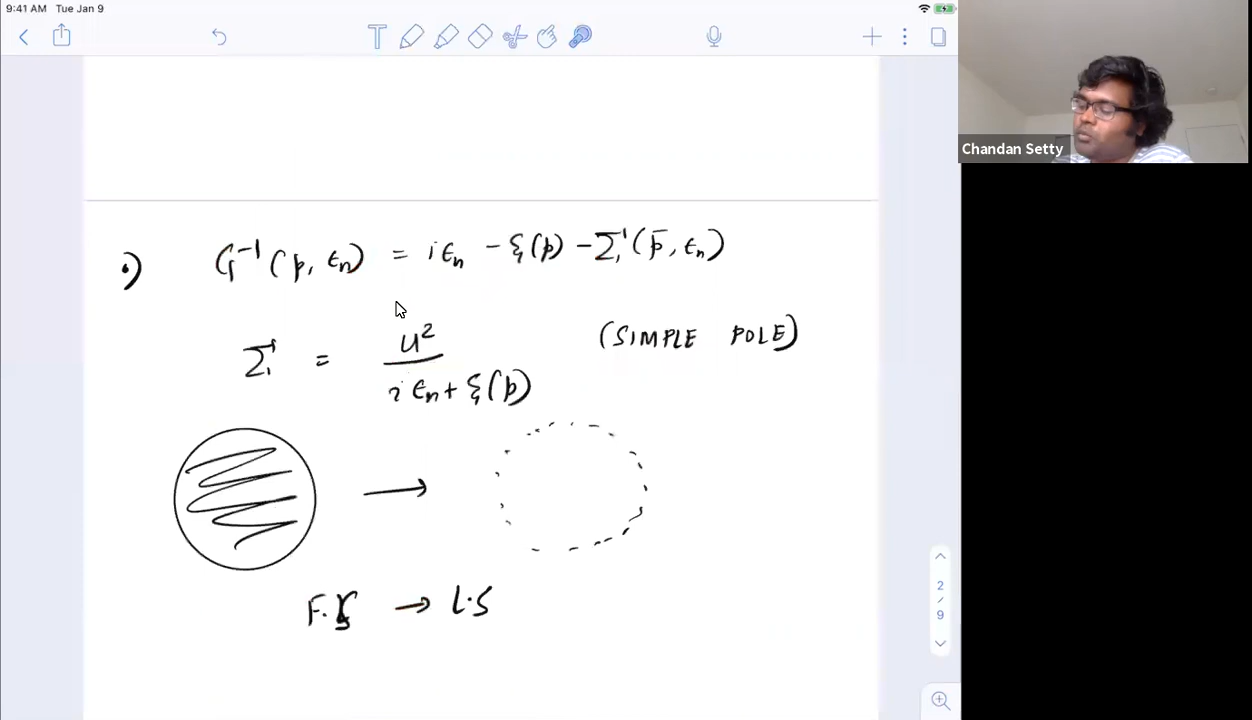 9:41 AM Tue Jan 9
Chandan Setty
•) G⁻¹(p, ϵₙ) = iϵₙ - ξ(p) - Σ(p̄, ϵₙ)
Σ = u² / (iϵₙ + ξ(p)) (SIMPLE POLE)
F.S → L.S
2 / 9